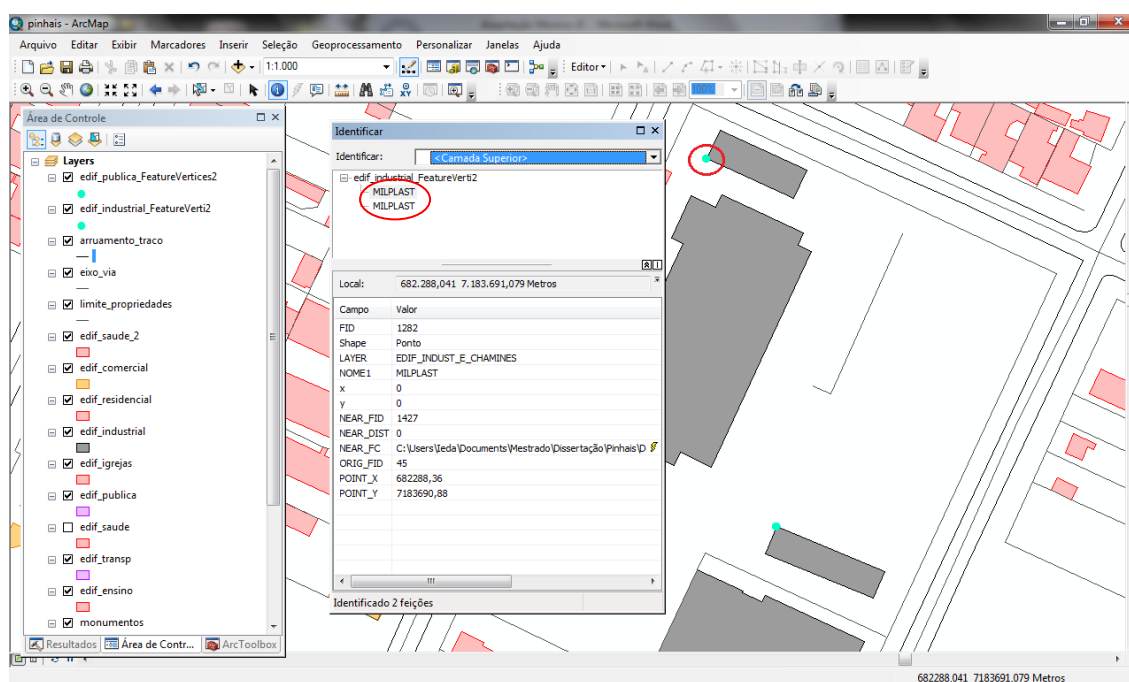 pinhais - ArcMap
Arquivo Editar Exibir Marcadores Inserir Seleção Geoprocessamento Personalizar Janelas Ajuda
1:1.000
Editor
100%
Área de Controle
Layers
edif_publica_FeatureVertices2
edif_industrial_FeatureVerti2
arruamento_traco
eixo_via
limite_propriedades
edif_saude_2
edif_comercial
edif_residencial
edif_industrial
edif_igrejas
edif_publica
edif_saude
edif_transp
edif_ensino
monumentos
Resultados Área de Contr... ArcToolbox
Identificar
Identificar: <Camada Superior>
edif_industrial_FeatureVerti2
MILPLAST
MILPLAST
Local: 682.288,041 7.183.691,079 Metros
Campo Valor
FID 1282
Shape Ponto
LAYER EDIF_INDUST_E_CHAMINES
NOME1 MILPLAST
x 0
y 0
NEAR_FID 1427
NEAR_DIST 0
NEAR_FC C:\Users\Ieda\Documents\Mestrado\Dissertação\Pinhais\D
ORIG_FID 45
POINT_X 682288,36
POINT_Y 7183690,88
Identificado 2 feições
682288,041 7183691,079 Metros